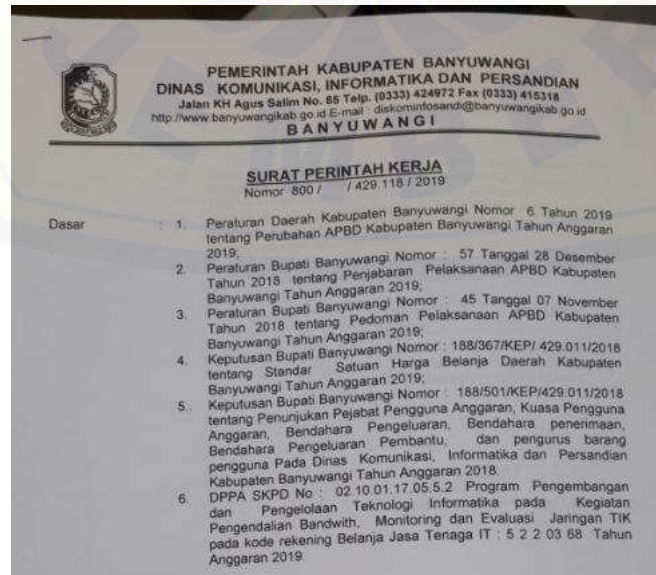 PEMERINTAH KABUPATEN BANYUWANGI
DINAS KOMUNIKASI, INFORMATIKA DAN PERSANDIAN
Jalan KH Agus Salim No. 85 Telp. (0333) 424972 Fax (0333) 415318
http://www.banyuwangikab.go.id E-mail : diskominfosandi@banyuwangikab.go.id
BANYUWANGI
SURAT PERINTAH KERJA
Nomor 800 / / 429.118 / 2019
Dasar : 1. Peraturan Daerah Kabupaten Banyuwangi Nomor 6 Tahun 2019
tentang Perubahan APBD Kabupaten Banyuwangi Tahun Anggaran
2019;
2. Peraturan Bupati Banyuwangi Nomor : 57 Tanggal 28 Desember
Tahun 2018 tentang Penjabaran Pelaksanaan APBD Kabupaten
Banyuwangi Tahun Anggaran 2019;
3. Peraturan Bupati Banyuwangi Nomor : 45 Tanggal 07 November
Tahun 2018 tentang Pedoman Pelaksanaan APBD Kabupaten
Banyuwangi Tahun Anggaran 2019;
4. Keputusan Bupati Banyuwangi Nomor : 188/367/KEP/ 429.011/2018
tentang Standar Satuan Harga Belanja Daerah Kabupaten
Banyuwangi Tahun Anggaran 2019;
5.. Keputusan Bupati Banyuwangi Nomor : 188/501/KEP/429.011/2018
tentang Penunjukan Pejabat Pengguna Anggaran, Kuasa Pengguna
Anggaran, Bendahara Pengeluaran, Bendahara penerimaan,
Bendahara Pengeluaran Pembantu, dan pengurus barang
pengguna Pada Dinas Komunikasi, Informatika dan Persandian
Kabupaten Banyuwangi Tahun Anggaran 2018.
6. DPPA SKPD No : 02.10.01.17.05.5.2 Program Pengembangan
dan Pengelolaan Teknologi Informatika pada Kegiatan
Pengendalian Bandwith, Monitoring dan Evaluasi Jaringan TIK
pada kode rekening Belanja Jasa Tenaga IT : 5 2 2 03 68 Tahun
Anggaran 2019.